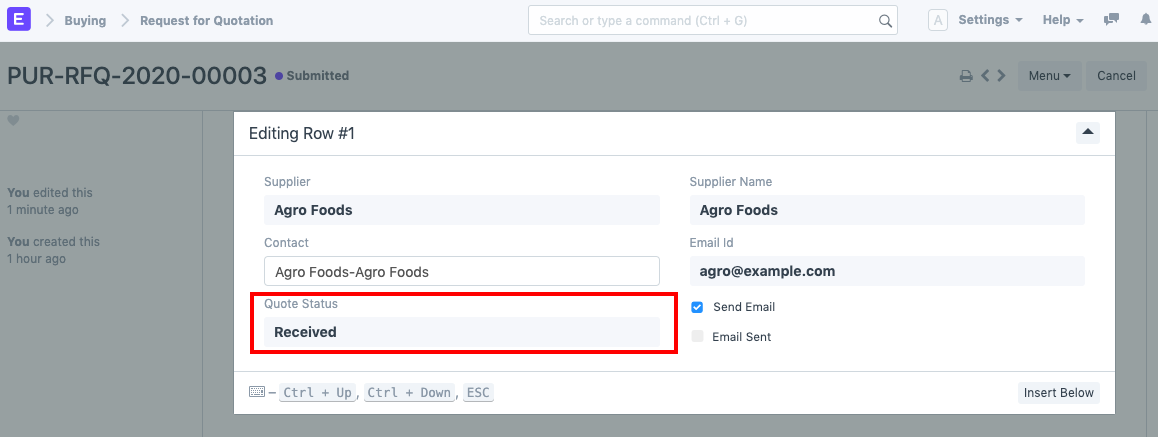 E Buying Request for Quotation Search or type a command (Ctrl + G) A Settings Help
PUR-RFQ-2020-00003 Submitted Menu Cancel
Editing Row #1
You edited this
1 minute ago
You created this
1 hour ago
Supplier Supplier Name
Agro Foods Agro Foods
Contact Email Id
Agro Foods-Agro Foods agro@example.com
Quote Status Send Email
Received Email Sent
– Ctrl + Up, Ctrl + Down, ESC Insert Below